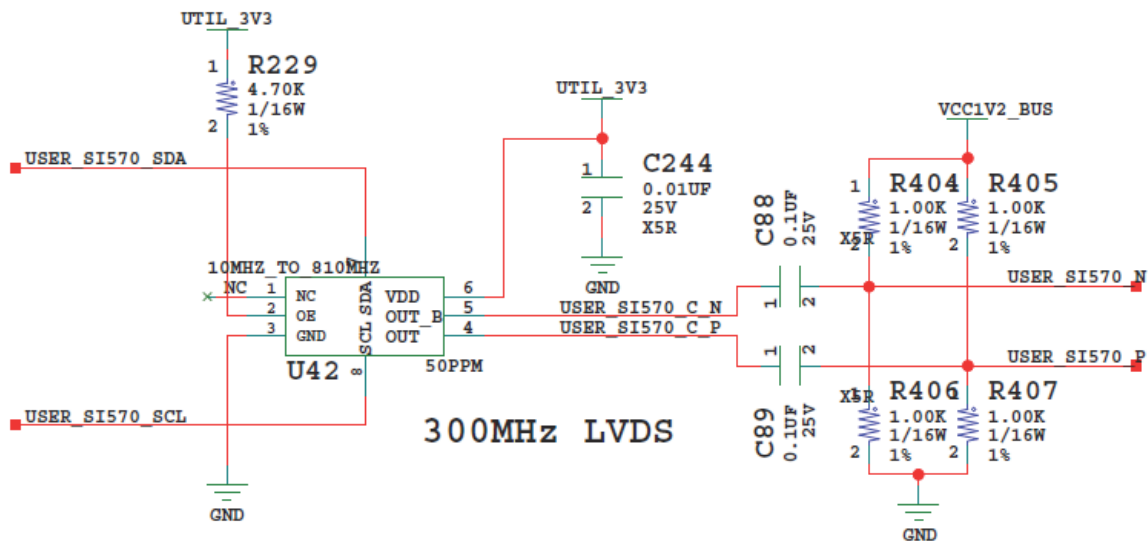 UTIL_3V3
1
R229
4.70K
1/16W
1%
2
USER_SI570_SDA
UTIL_3V3
1
C244
0.01UF
25V
X5R
2
GND
VCC1V2_BUS
1
R404
1.00K
1/16W
1%
2
R405
1.00K
1/16W
1%
2
C88
0.1UF
25V
X5R
1
2
USER_SI570_N
10MHZ_TO_810MHZ
NC
1
NC
2
OE
3
GND
SDA
7
SCL
8
VDD
6
OUT_B
5
OUT
4
USER_SI570_C_N
USER_SI570_C_P
U42
50PPM
1
2
C89
0.1UF
25V
X5R
USER_SI570_P
1
R406
1.00K
1/16W
1%
2
1
R407
1.00K
1/16W
1%
2
USER_SI570_SCL
300MHz LVDS
GND
GND